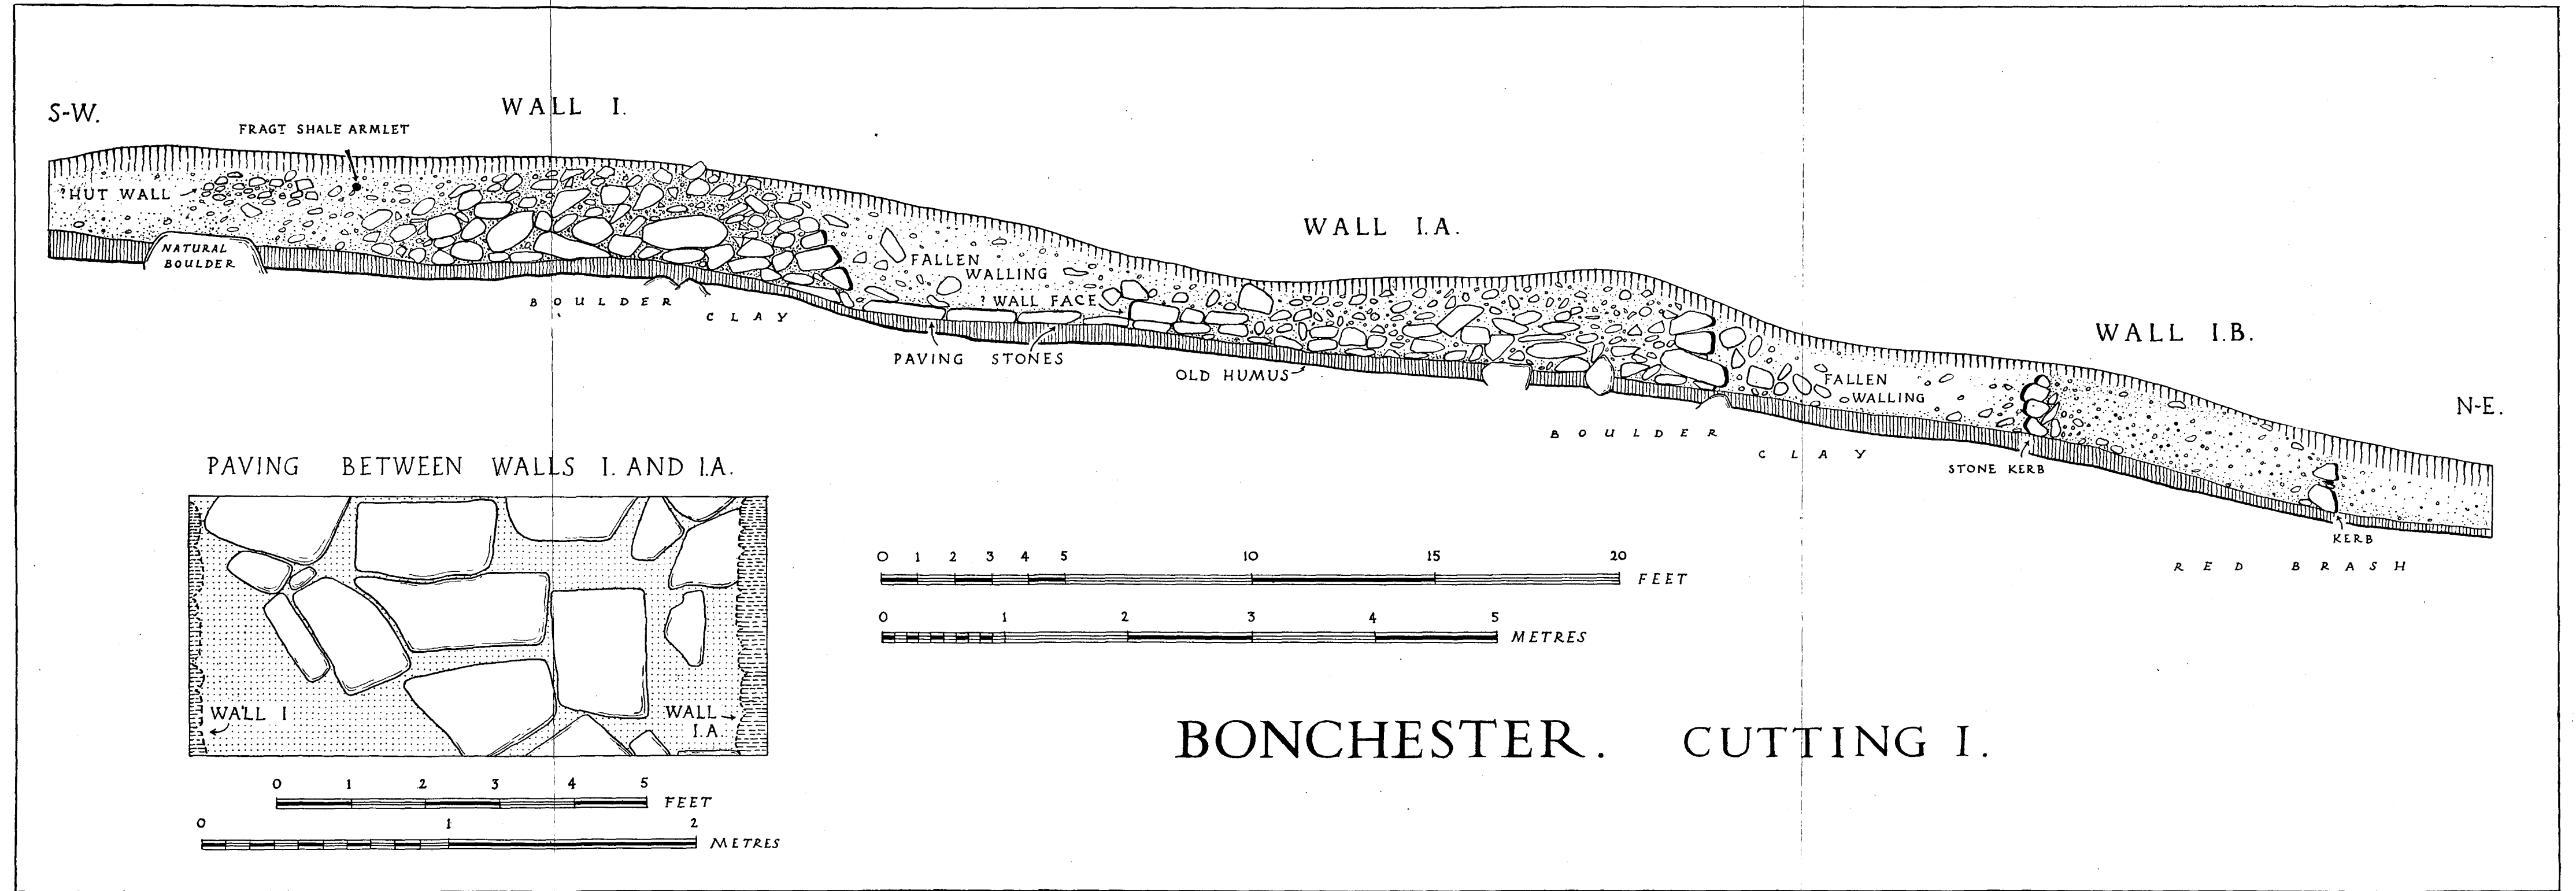 S-W.
WALL I.
FRAGT SHALE ARMLET
?HUT WALL
NATURAL
BOULDER
BOULDER
CLAY
FALLEN
WALLING
? WALL FACE
PAVING STONES
OLD HUMUS
WALL I.A.
BOULDER
CLAY
FALLEN
WALLING
WALL I.B.
STONE KERB
N-E.
KERB
RED BRASH
PAVING BETWEEN WALLS I. AND I.A.
WALL I
WALL
I.A.
0 1 2 3 4 5 FEET
0 1 2 METRES
0 1 2 3 4 5 10 15 20 FEET
0 1 2 3 4 5 METRES
BONCHESTER. CUTTING I.